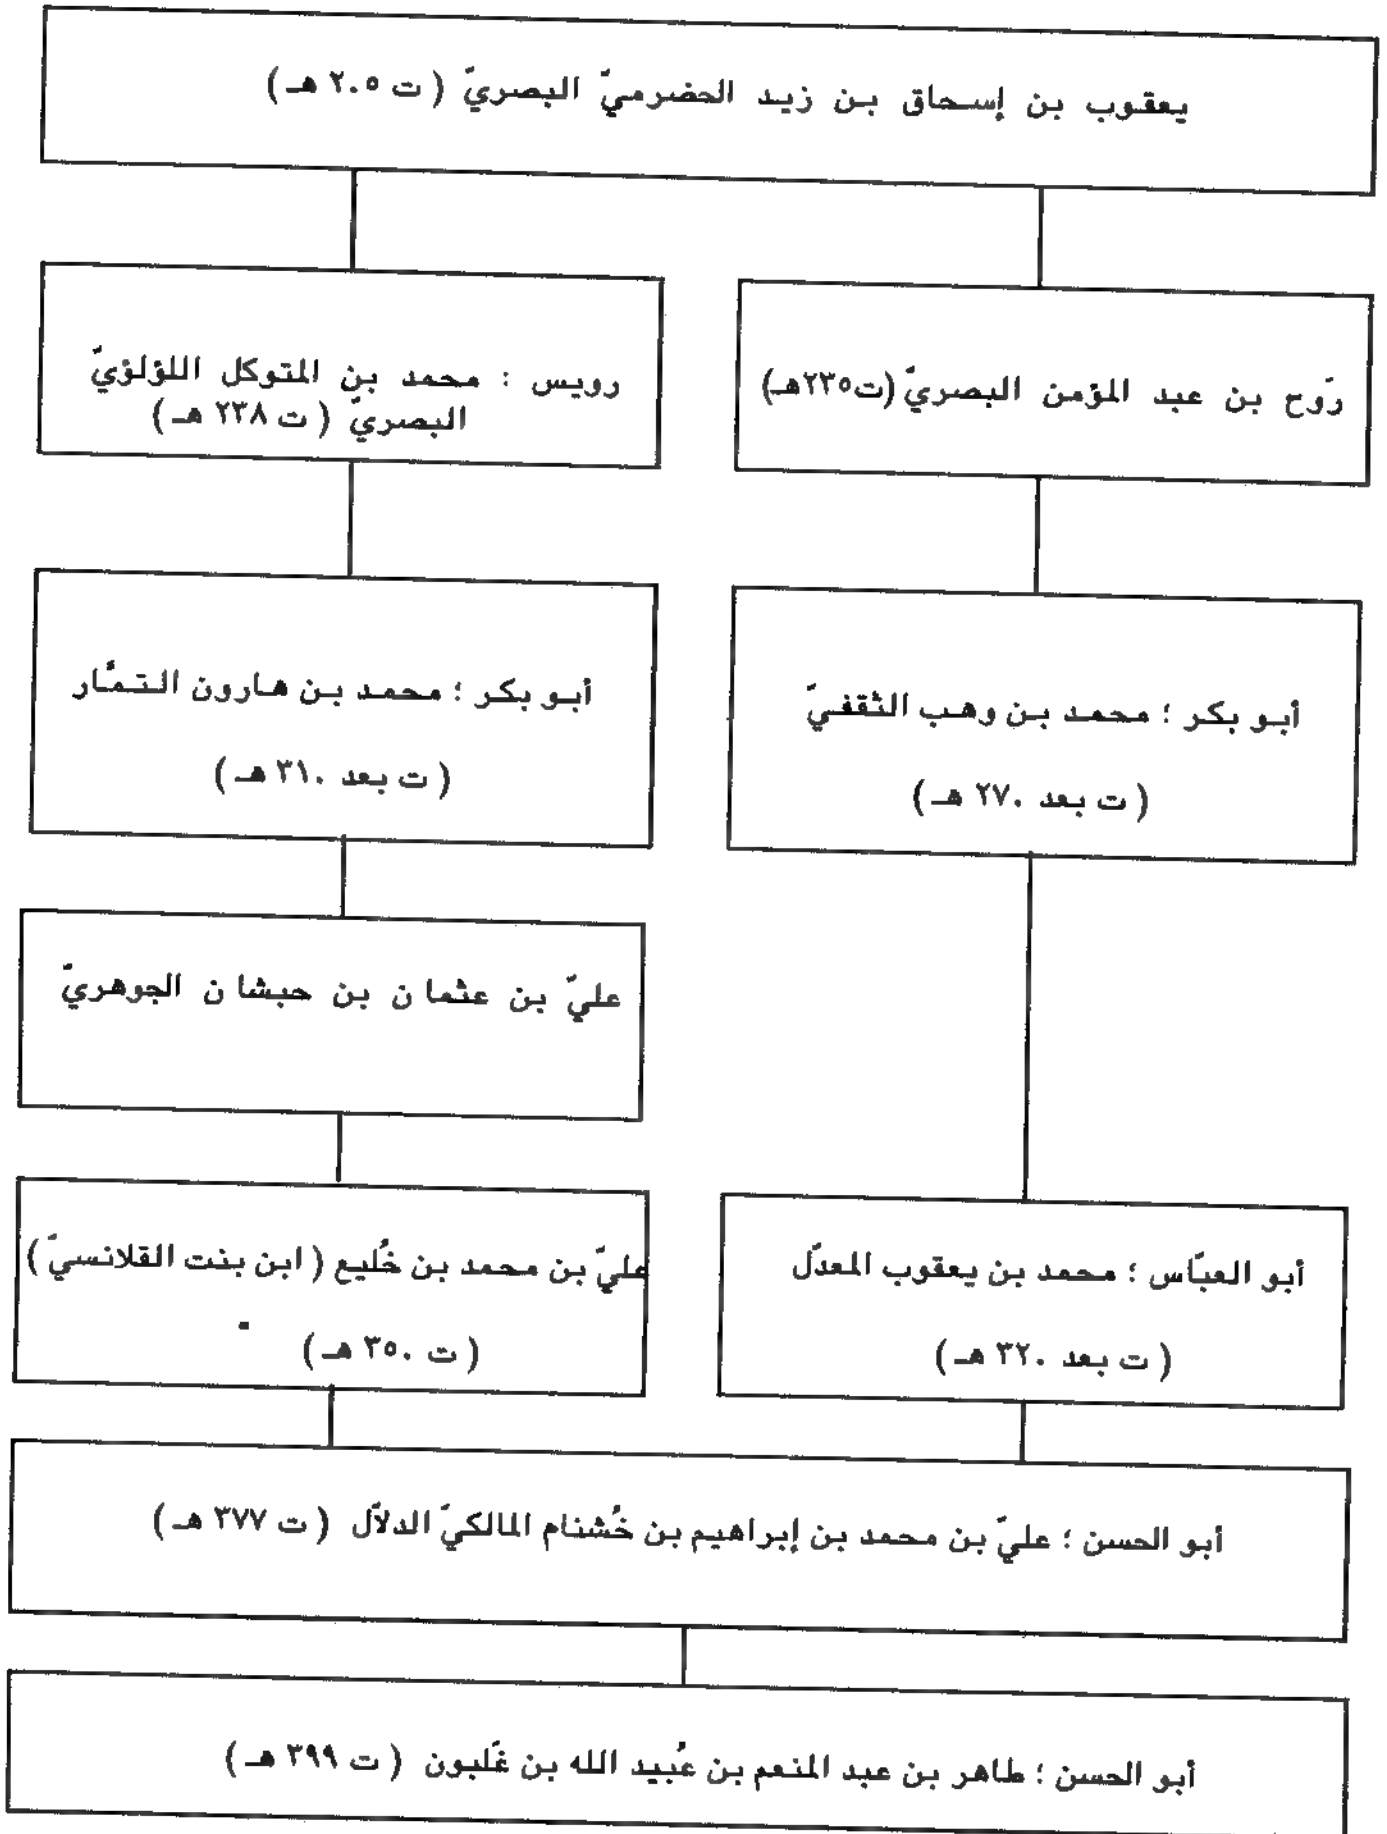 يعقوب بن إسحاق بن زيد الحضرميّ البصريّ ( ت ٢٠٥ هـ )
رَوح بن عبد المؤمن البصريّ (ت٢٣٥هـ)
رويس : محمد بن المتوكل اللؤلؤيّ
البصريّ ( ت ٢٣٨ هـ )
أبو بكر ؛ محمد بن وهب الثقفيّ
( ت بعد ٢٧٠ هـ )
أبو بكر ؛ محمد بن هارون التمَّار
( ت بعد ٣١٠ هـ )
عليّ بن عثمان بن حبشان الجوهريّ
أبو العبّاس ؛ محمد بن يعقوب المعدّل
( ت بعد ٣٢٠ هـ )
عليّ بن محمد بن خُليع ( ابن بنت القلانسيّ )
( ت ٣٥٠ هـ )
أبو الحسن ؛ عليّ بن محمد بن إبراهيم بن خُشنام المالكيّ الدلاّل ( ت ٣٧٧ هـ )
أبو الحسن ؛ طاهر بن عبد المنعم بن عُبيد الله بن غَلبون ( ت ٣٩٩ هـ )